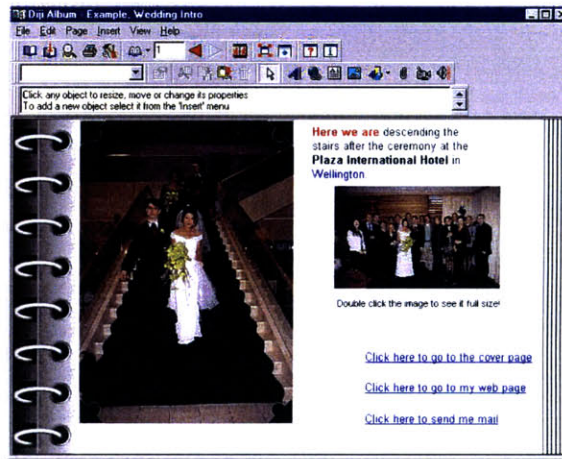 Diji Album - Example, Wedding Intro
File Edit Page Insert View Help
1
Click any object to resize, move or change its properties
To add a new object select it from the 'Insert' menu
Here we are descending the
stairs after the ceremony at the
Plaza International Hotel in
Wellington.
Double click the image to see it full size!
Click here to go to the cover page
Click here to go to my web page
Click here to send me mail